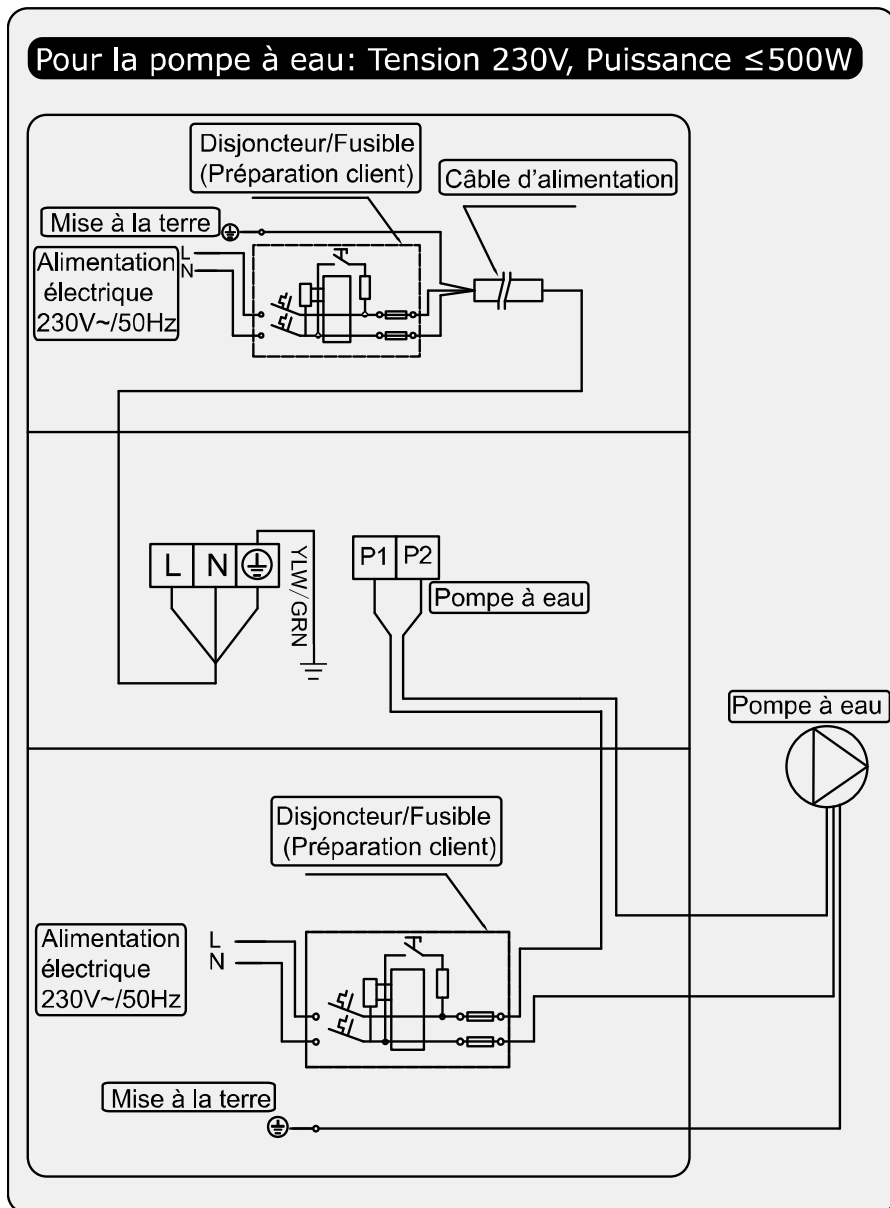 Pour la pompe à eau: Tension 230V, Puissance ≤500W
Disjoncteur/Fusible
(Préparation client)
Câble d'alimentation
Mise à la terre
Alimentation
électrique
230V~/50Hz
L
N
L N
YLW/GRN
P1 P2
Pompe à eau
Pompe à eau
Disjoncteur/Fusible
(Préparation client)
Alimentation
électrique
230V~/50Hz
L
N
Mise à la terre